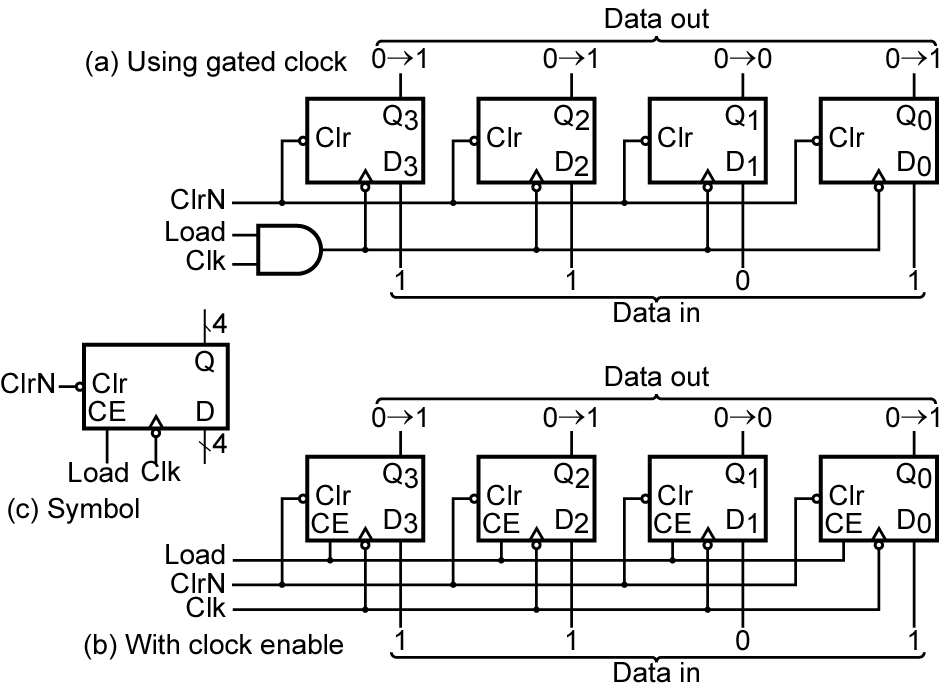 Data out
(a) Using gated clock
0→1 0→1 0→0 0→1
Q3 Q2 Q1 Q0
Clr Clr Clr Clr
D3 D2 D1 D0
ClrN
Load
Clk
1 1 0 1
Data in
4
Q
ClrN Clr
CE D
4
Load Clk
(c) Symbol
Data out
0→1 0→1 0→0 0→1
Q3 Q2 Q1 Q0
Clr Clr Clr Clr
CE D3 CE D2 CE D1 CE D0
Load
ClrN
Clk
(b) With clock enable
1 1 0 1
Data in